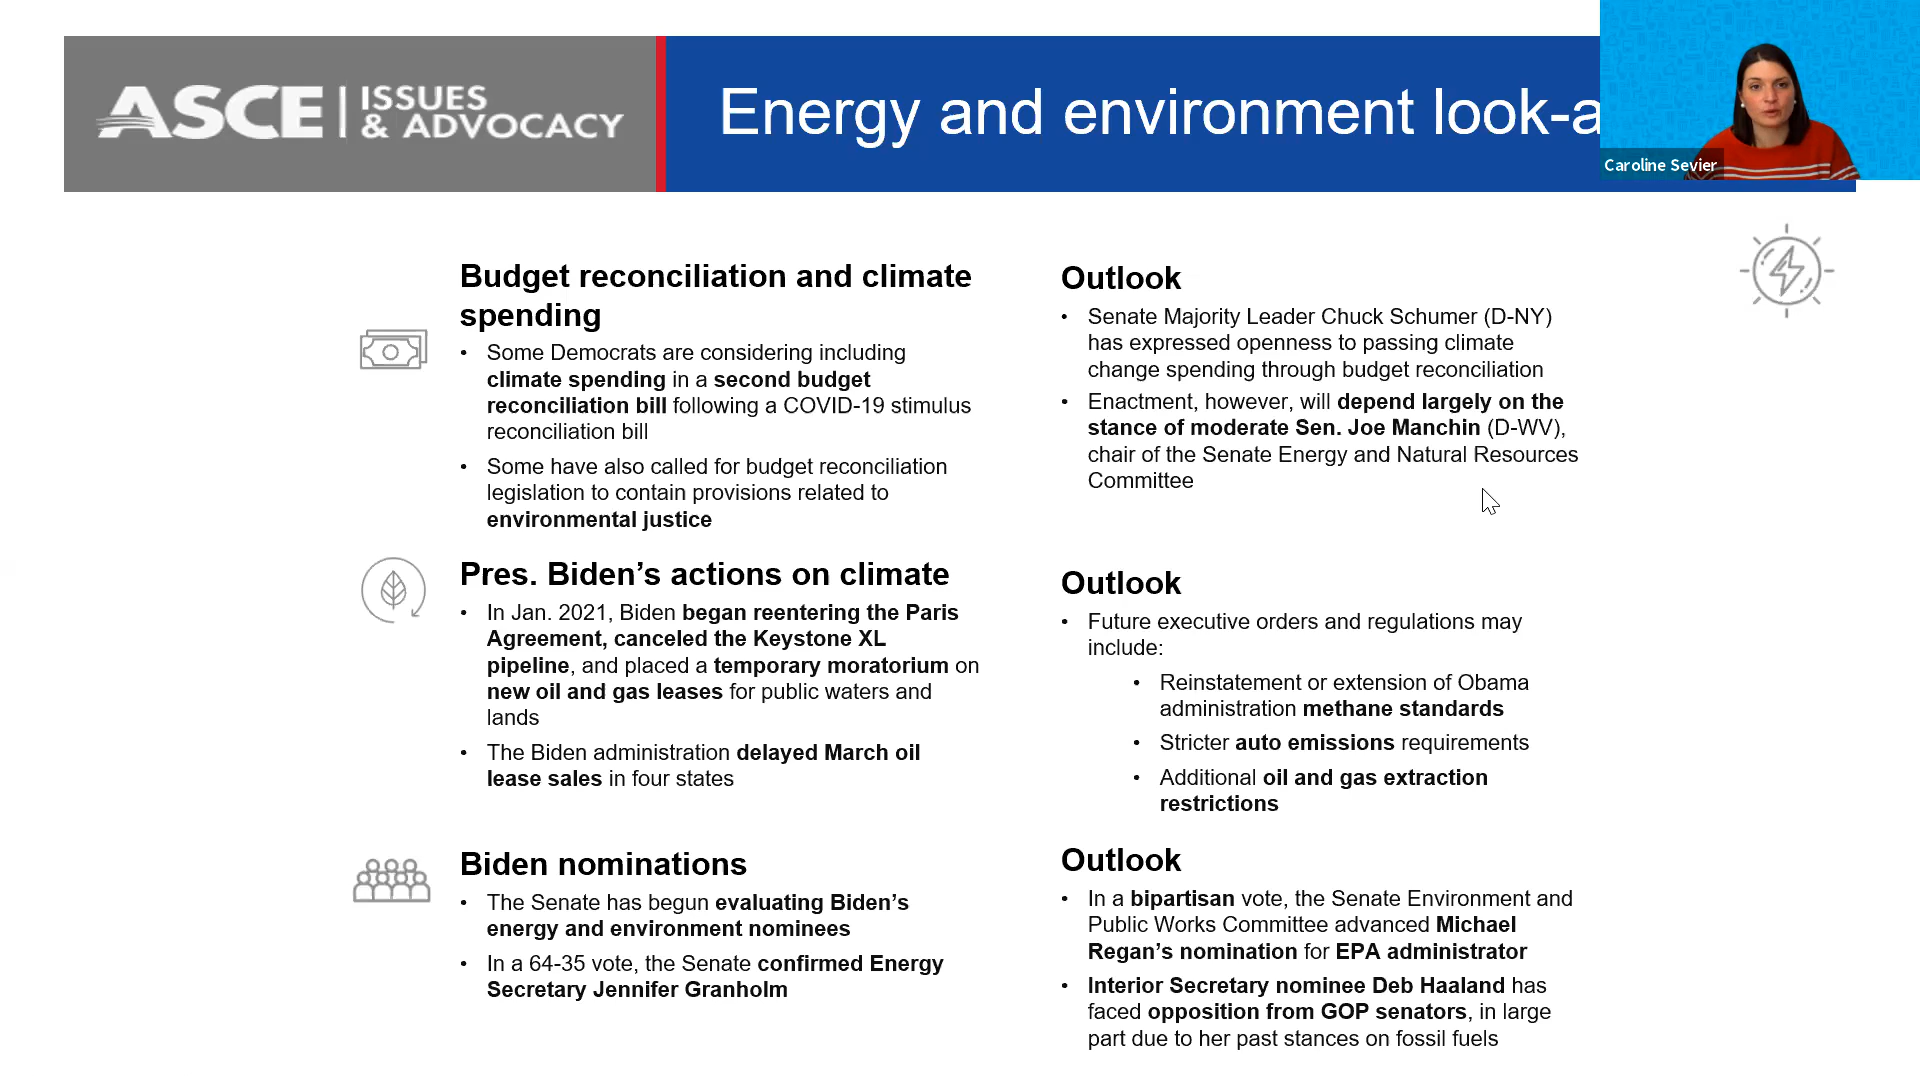 ASCE | ISSUES & ADVOCACY
Energy and environment look-a
Caroline Sevier
Budget reconciliation and climate
spending
• Some Democrats are considering including
climate spending in a second budget
reconciliation bill following a COVID-19 stimulus
reconciliation bill
• Some have also called for budget reconciliation
legislation to contain provisions related to
environmental justice
Outlook
• Senate Majority Leader Chuck Schumer (D-NY)
has expressed openness to passing climate
change spending through budget reconciliation
• Enactment, however, will depend largely on the
stance of moderate Sen. Joe Manchin (D-WV),
chair of the Senate Energy and Natural Resources
Committee
Pres. Biden’s actions on climate
• In Jan. 2021, Biden began reentering the Paris
Agreement, canceled the Keystone XL
pipeline, and placed a temporary moratorium on
new oil and gas leases for public waters and
lands
• The Biden administration delayed March oil
lease sales in four states
Outlook
• Future executive orders and regulations may
include:
• Reinstatement or extension of Obama
administration methane standards
• Stricter auto emissions requirements
• Additional oil and gas extraction
restrictions
Biden nominations
• The Senate has begun evaluating Biden’s
energy and environment nominees
• In a 64-35 vote, the Senate confirmed Energy
Secretary Jennifer Granholm
Outlook
• In a bipartisan vote, the Senate Environment and
Public Works Committee advanced Michael
Regan’s nomination for EPA administrator
• Interior Secretary nominee Deb Haaland has
faced opposition from GOP senators, in large
part due to her past stances on fossil fuels